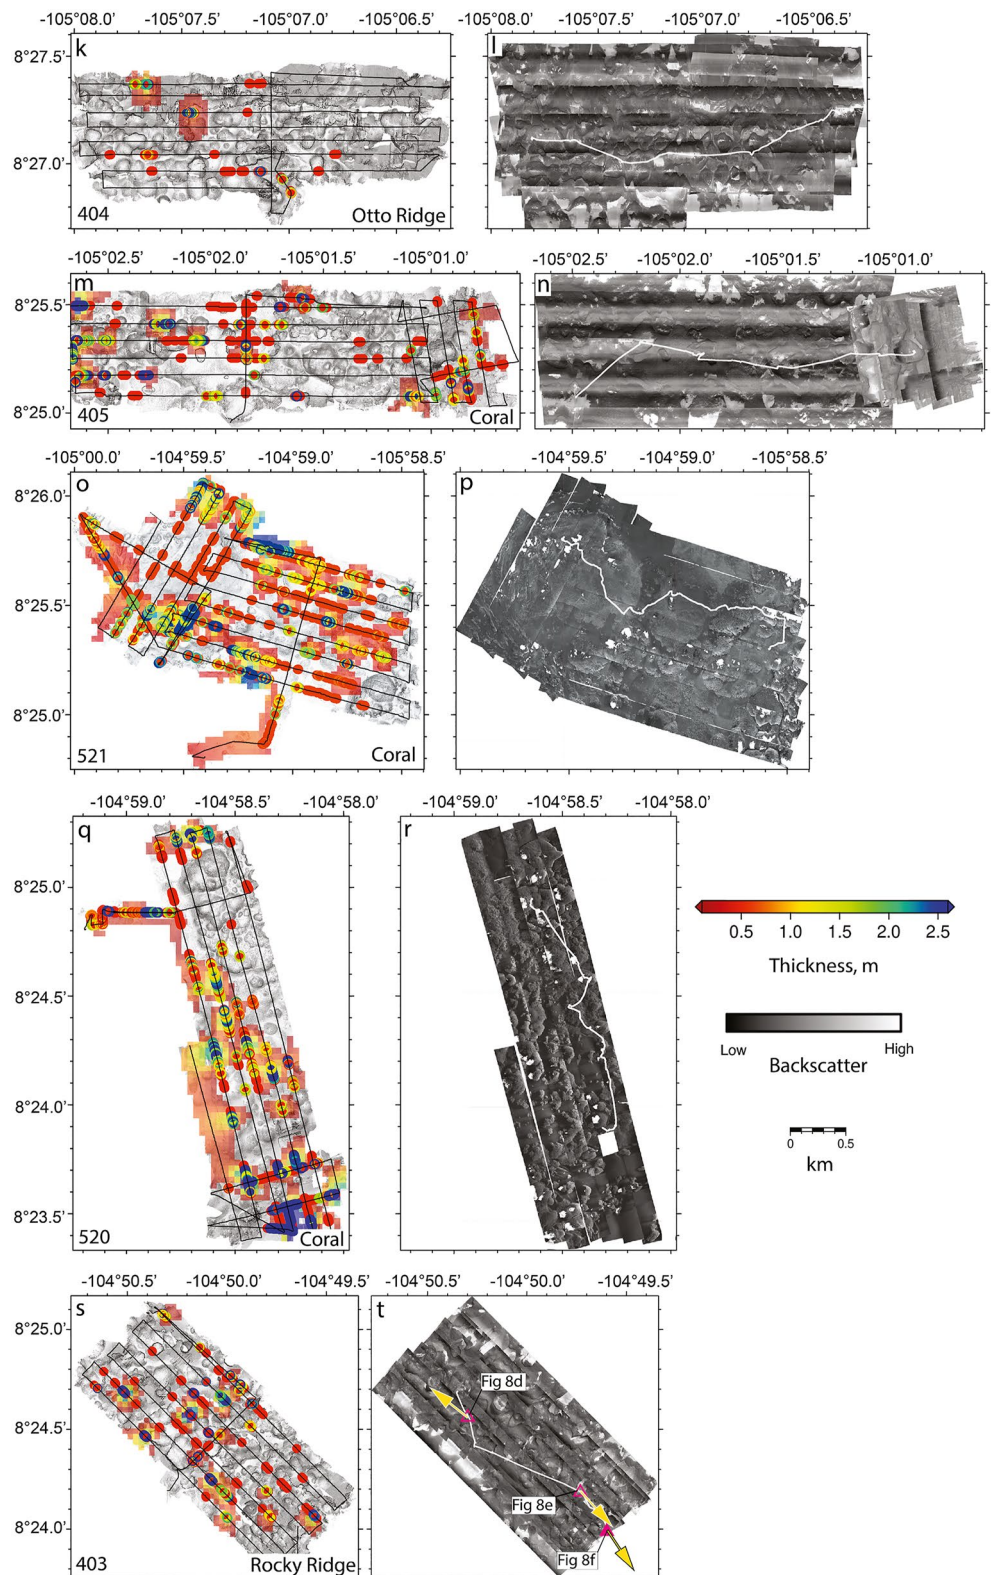 -105°08.0' -105°07.5' -105°07.0' -105°06.5' -105°08.0' -105°07.5' -105°07.0' -105°06.5'
k l
8°27.5'
8°27.0'
404 Otto Ridge
-105°02.5' -105°02.0' -105°01.5' -105°01.0' -105°02.5' -105°02.0' -105°01.5' -105°01.0'
m n
8°25.5'
8°25.0'
405 Coral
-105°00.0' -104°59.5' -104°59.0' -104°58.5' -104°59.5' -104°59.0' -104°58.5'
o p
8°26.0'
8°25.5'
8°25.0'
521 Coral
-104°59.0' -104°58.5' -104°58.0' -104°59.0' -104°58.5' -104°58.0'
q r
8°25.0'
8°24.5'
8°24.0'
8°23.5'
520 Coral
0.5 1.0 1.5 2.0 2.5
Thickness, m
Low High
Backscatter
0 0.5
km
-104°50.5' -104°50.0' -104°49.5' -104°50.5' -104°50.0' -104°49.5'
s t
8°25.0'
8°24.5'
8°24.0'
403 Rocky Ridge
Fig 8d
Fig 8e
Fig 8f